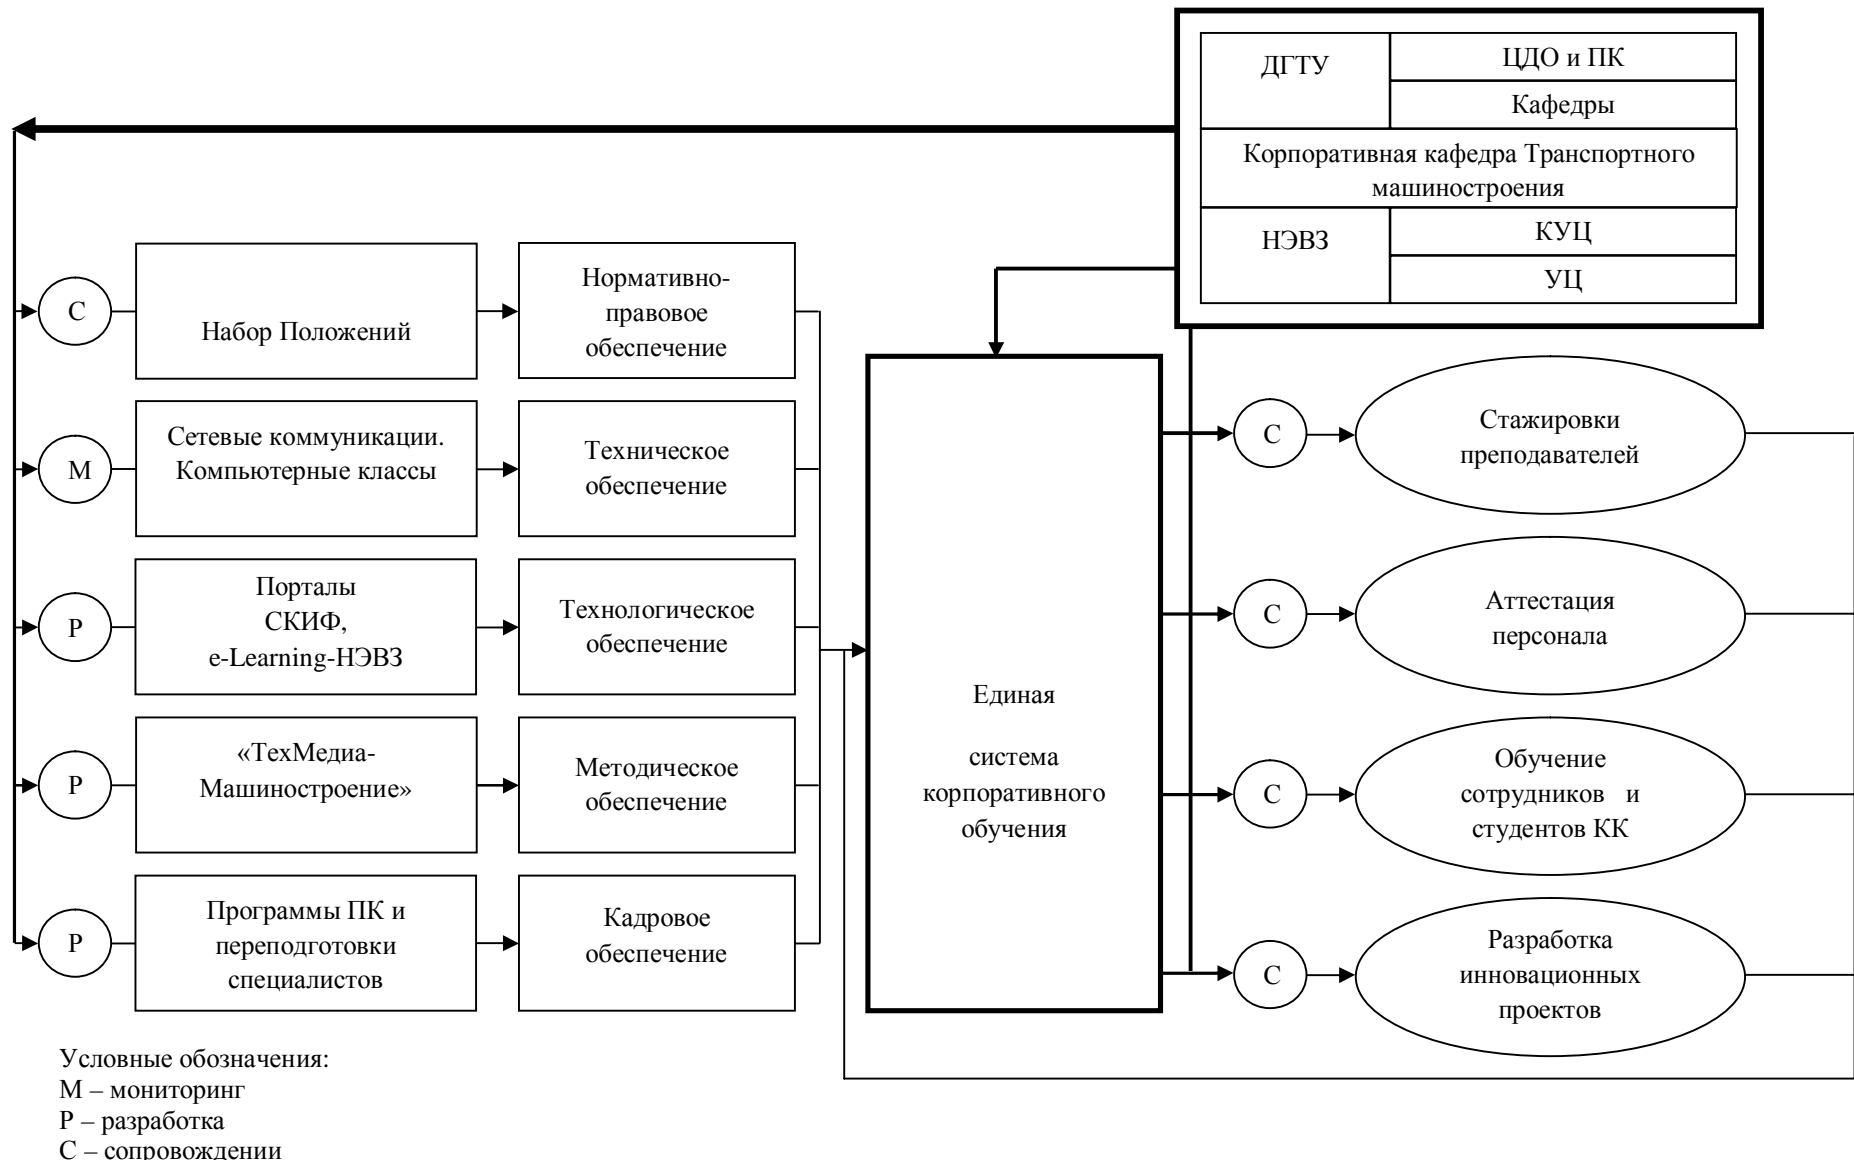 ДГТУ
ЦДО и ПК
Кафедры
Корпоративная кафедра Транспортного
машиностроения
НЭВЗ
КУЦ
УЦ
С
Набор Положений
Нормативно-
правовое
обеспечение
М
Сетевые коммуникации.
Компьютерные классы
Техническое
обеспечение
Р
Порталы
СКИФ,
e-Learning-НЭВЗ
Технологическое
обеспечение
Р
«ТехМедиа-
Машиностроение»
Методическое
обеспечение
Р
Программы ПК и
переподготовки
специалистов
Кадровое
обеспечение
Единая
система
корпоративного
обучения
С
Стажировки
преподавателей
С
Аттестация
персонала
С
Обучение
сотрудников и
студентов КК
С
Разработка
инновационных
проектов
Условные обозначения:
М – мониторинг
Р – разработка
С – сопровождении